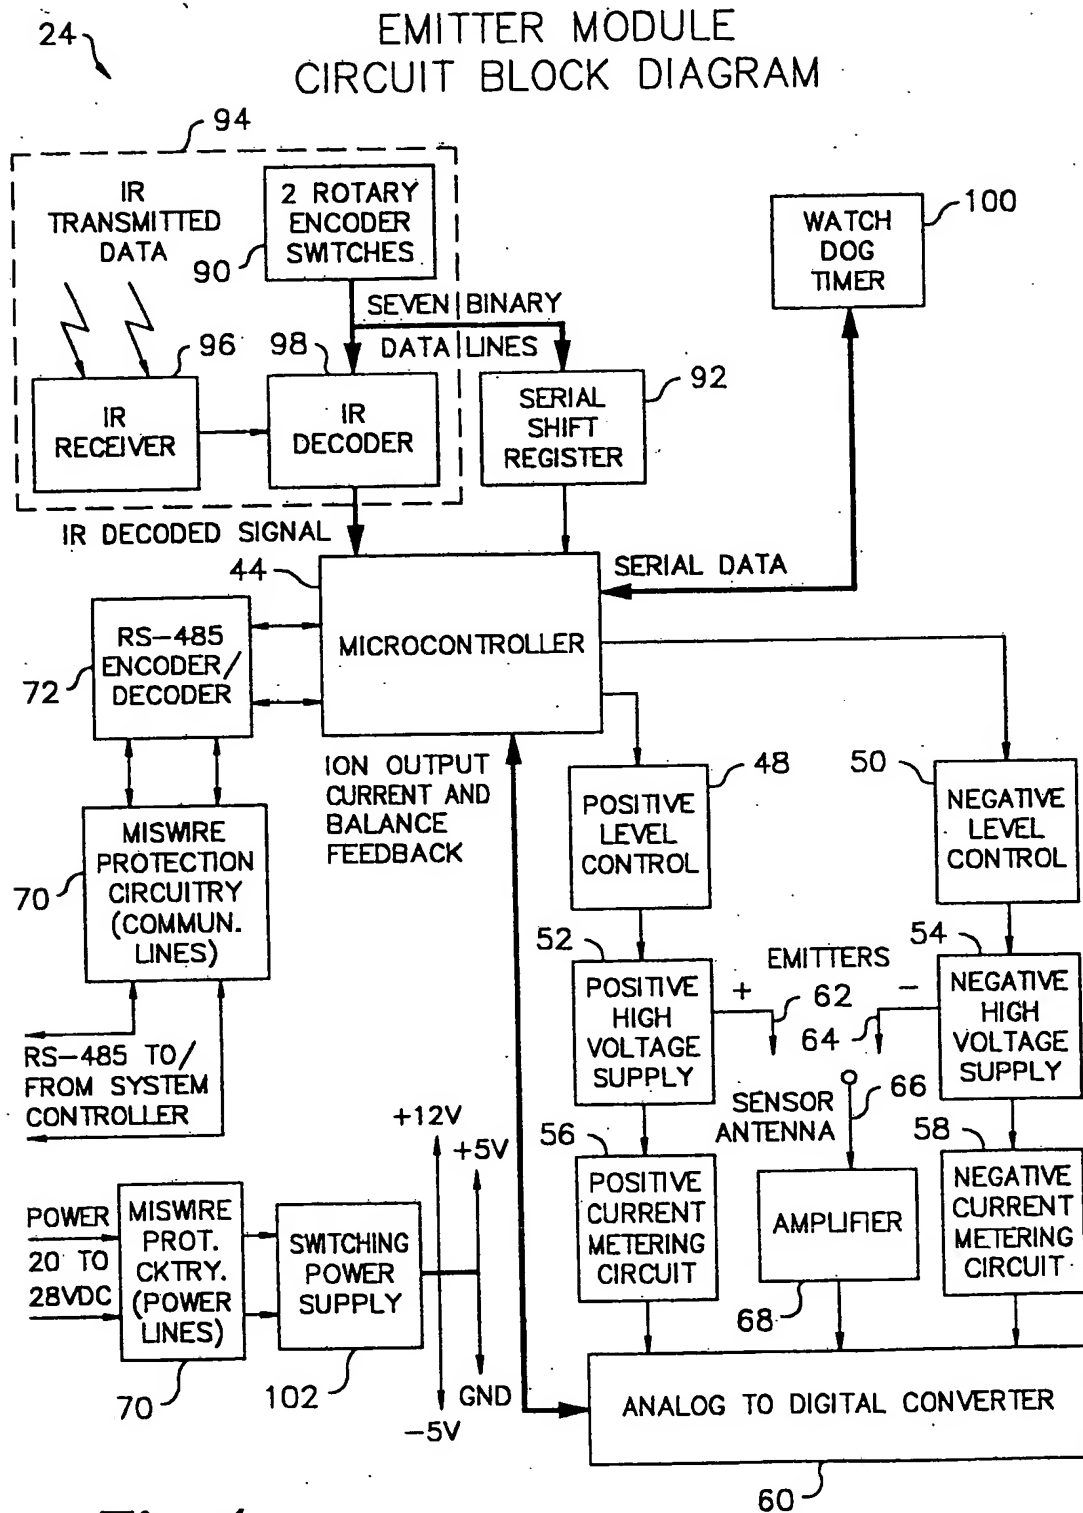 24
EMITTER MODULE
CIRCUIT BLOCK DIAGRAM
94
IR
TRANSMITTED
DATA
2 ROTARY
ENCODER
SWITCHES
90
WATCH
DOG
TIMER
100
SEVEN BINARY
DATA LINES
96
98
92
IR
RECEIVER
IR
DECODER
SERIAL
SHIFT
REGISTER
IR DECODED SIGNAL
44
SERIAL DATA
MICROCONTROLLER
RS-485
ENCODER/
DECODER
72
ION OUTPUT
CURRENT AND
BALANCE
FEEDBACK
48
50
POSITIVE
LEVEL
CONTROL
NEGATIVE
LEVEL
CONTROL
MISWIRE
PROTECTION
CIRCUITRY
(COMMUN.
LINES)
70
52
EMITTERS
54
+
62
−
64
POSITIVE
HIGH
VOLTAGE
SUPPLY
NEGATIVE
HIGH
VOLTAGE
SUPPLY
RS-485 TO/
FROM SYSTEM
CONTROLLER
SENSOR
ANTENNA
66
56
58
+12V
+5V
POSITIVE
CURRENT
METERING
CIRCUIT
AMPLIFIER
68
NEGATIVE
CURRENT
METERING
CIRCUIT
POWER
20 TO
28VDC
MISWIRE
PROT.
CKTRY.
(POWER
LINES)
70
SWITCHING
POWER
SUPPLY
102
GND
−5V
ANALOG TO DIGITAL CONVERTER
60